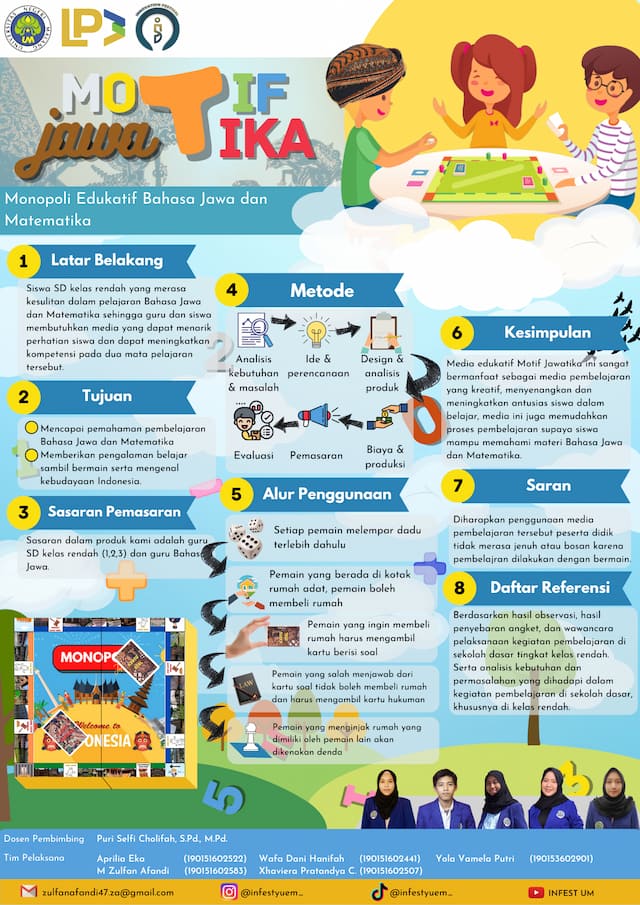 UNIVERSITAS NEGERI MALANG
UM
LP
INNOVATION FESTIVAL
MOTIF
jawa TIKA
Monopoli Edukatif Bahasa Jawa dan
Matematika
1 Latar Belakang
Siswa SD kelas rendah yang merasa
kesulitan dalam pelajaran Bahasa Jawa
dan Matematika sehingga guru dan siswa
membutuhkan media yang dapat menarik
perhatian siswa dan dapat meningkatkan
kompetensi pada dua mata pelajaran
tersebut.
2 Tujuan
Mencapai pemahaman pembelajaran
Bahasa Jawa dan Matematika
Memberikan pengalaman belajar
sambil bermain serta mengenal
kebudayaan Indonesia.
3 Sasaran Pemasaran
Sasaran dalam produk kami adalah guru
SD kelas rendah (1,2,3) dan guru Bahasa
Jawa.
MONOPO
Welcome to
ONESIA
4 Metode
Analisis
kebutuhan
& masalah
Ide &
perencanaan
Design &
analisis
produk
Evaluasi
Pemasaran
Biaya &
produksi
5 Alur Penggunaan
Setiap pemain melempar dadu
terlebih dahulu
Pemain yang berada di kotak
rumah adat, pemain boleh
membeli rumah
Pemain yang ingin membeli
rumah harus mengambil
kartu berisi soal
LAW
Pemain yang salah menjawab dari
kartu soal tidak boleh membeli rumah
dan harus mengambil kartu hukuman
Pemain yang menginjak rumah yang
dimiliki oleh pemain lain akan
dikenakan denda
6 Kesimpulan
Media edukatif Motif Jawatika ini sangat
bermanfaat sebagai media pembelajaran
yang kreatif, menyenangkan dan
meningkatkan antusias siswa dalam
belajar, media ini juga memudahkan
proses pembelajaran supaya siswa
mampu memahami materi Bahasa Jawa
dan Matematika.
7 Saran
Diharapkan penggunaan media
pembelajaran tersebut peserta didik
tidak merasa jenuh atau bosan karena
pembelajran dilakukan dengan bermain.
8 Daftar Referensi
Berdasarkan hasil observasi, hasil
penyebaran angket, dan wawancara
pelaksanaan kegiatan pembelajaran di
sekolah dasar tingkat kelas rendah.
Serta analisis kebutuhan dan
permasalahan yang dihadapi dalam
kegiatan pembelajaran di sekolah dasar,
khususnya di kelas rendah.
Dosen Pembimbing Puri Selfi Cholifah, S.Pd., M.Pd.
Tim Pelaksana Aprilia Eka (190151602522) Wafa Dani Hanifah (190151602441) Yola Vamela Putri (190153602901)
M Zulfan Afandi (190151602583) Xhaviera Pratandya C. (190151602507)
zulfanafandi47.za@gmail.com @infestyuem_ @infestyuem_ INFEST UM